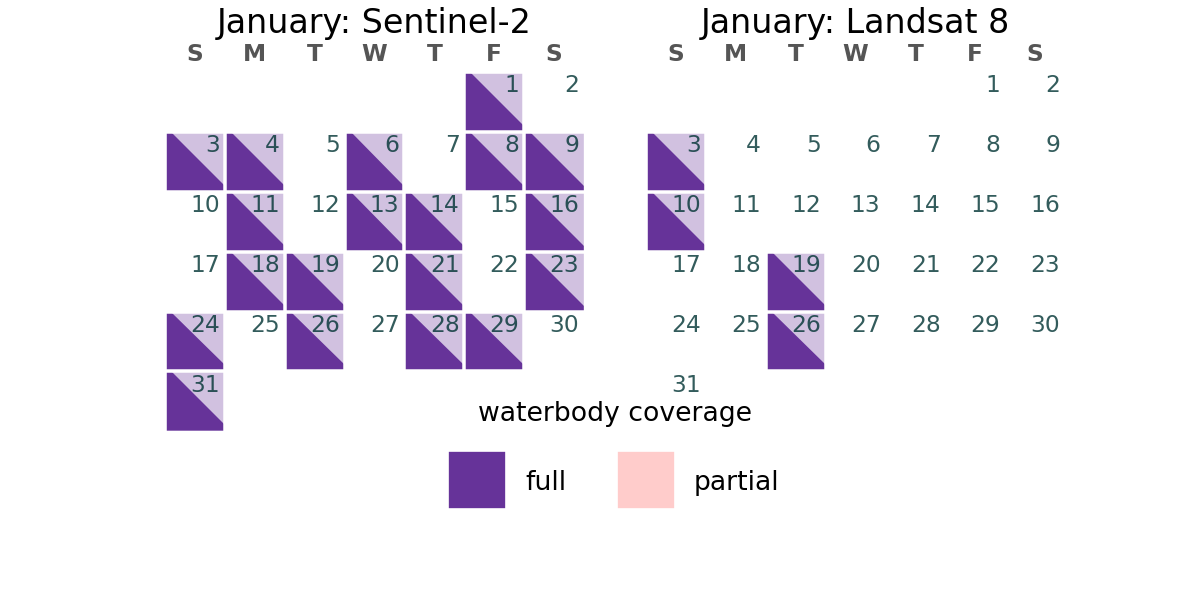 January: Sentinel-2
S M T W T F S
1 2
3 4 5 6 7 8 9
10 11 12 13 14 15 16
17 18 19 20 21 22 23
24 25 26 27 28 29 30
31
January: Landsat 8
S M T W T F S
1 2
3 4 5 6 7 8 9
10 11 12 13 14 15 16
17 18 19 20 21 22 23
24 25 26 27 28 29 30
31
waterbody coverage
full partial